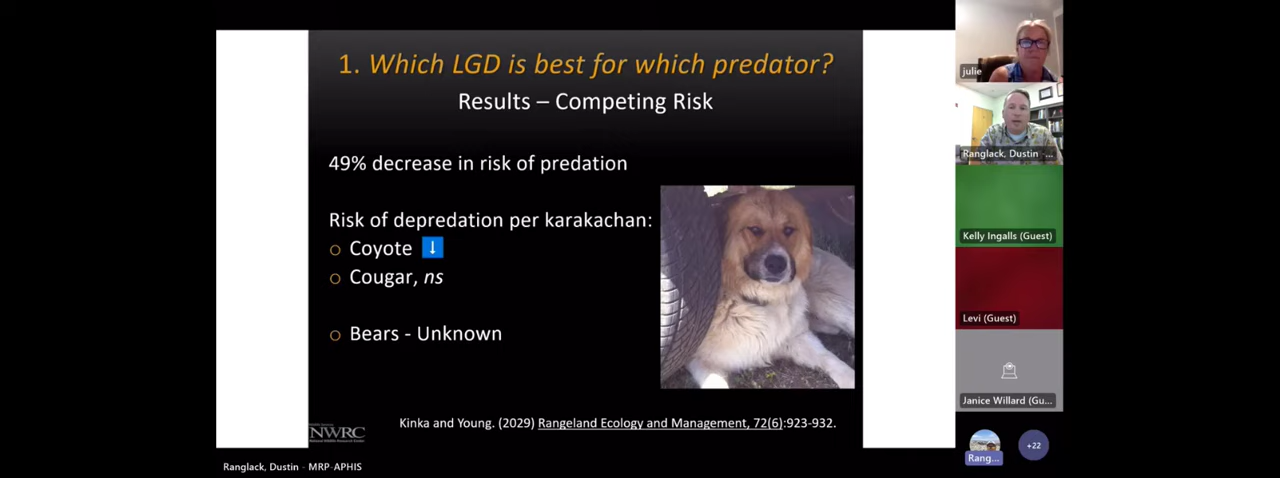 1. Which LGD is best for which predator?
Results – Competing Risk
49% decrease in risk of predation
Risk of depredation per karakachan:
Coyote ↓
Cougar, ns
Bears - Unknown
Kinka and Young. (2029) Rangeland Ecology and Management, 72(6):923-932.
NWRC
Ranglack, Dustin - MRP-APHIS
julie
Ranglack, Dustin -...
Kelly Ingalls (Guest)
Levi (Guest)
Janice Willard (Gu...
Rang...
+22